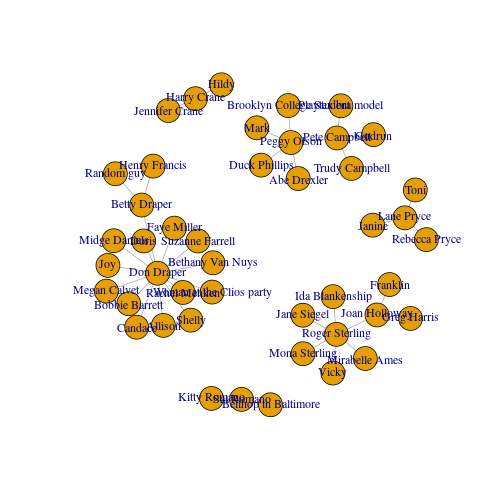 Hildy
Harry Crane
Jennifer Crane
Brooklyn College Student
Playtex bra model
Mark
Peggy Olson
Pete Campbell
Gudrun
Duck Phillips
Trudy Campbell
Abe Drexler
Henry Francis
Random guy
Betty Draper
Toni
Lane Pryce
Janine
Rebecca Pryce
Faye Miller
Midge Daniels
Doris
Suzanne Farrell
Joy
Bethany Van Nuys
Don Draper
Megan Calvet
Rachel Menken
Clios party
Bobbie Barrett
Candace
Allison
Shelly
Franklin
Ida Blankenship
Jane Siegel
Joan Holloway
Greg Harris
Roger Sterling
Mona Sterling
Mirabelle Ames
Vicky
Kitty Romano
Sal Romano
Bellhop in Baltimore